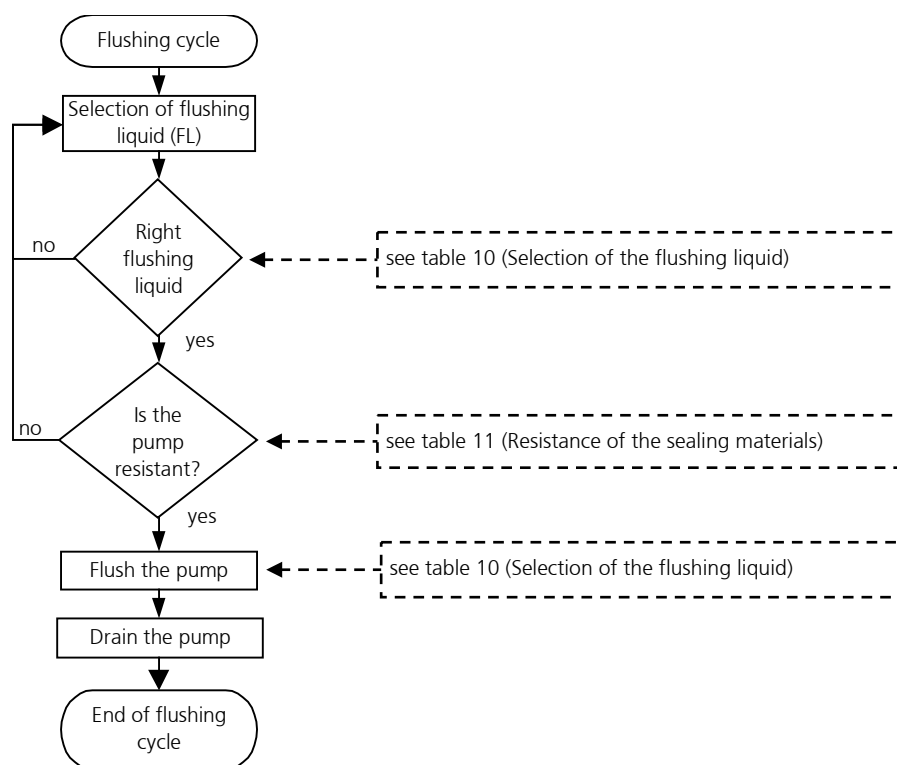 Flushing cycle
Selection of flushing
liquid (FL)
Right
flushing
liquid
no
see table 10 (Selection of the flushing liquid)
yes
Is the
pump
resistant?
no
see table 11 (Resistance of the sealing materials)
yes
Flush the pump
see table 10 (Selection of the flushing liquid)
Drain the pump
End of flushing
cycle